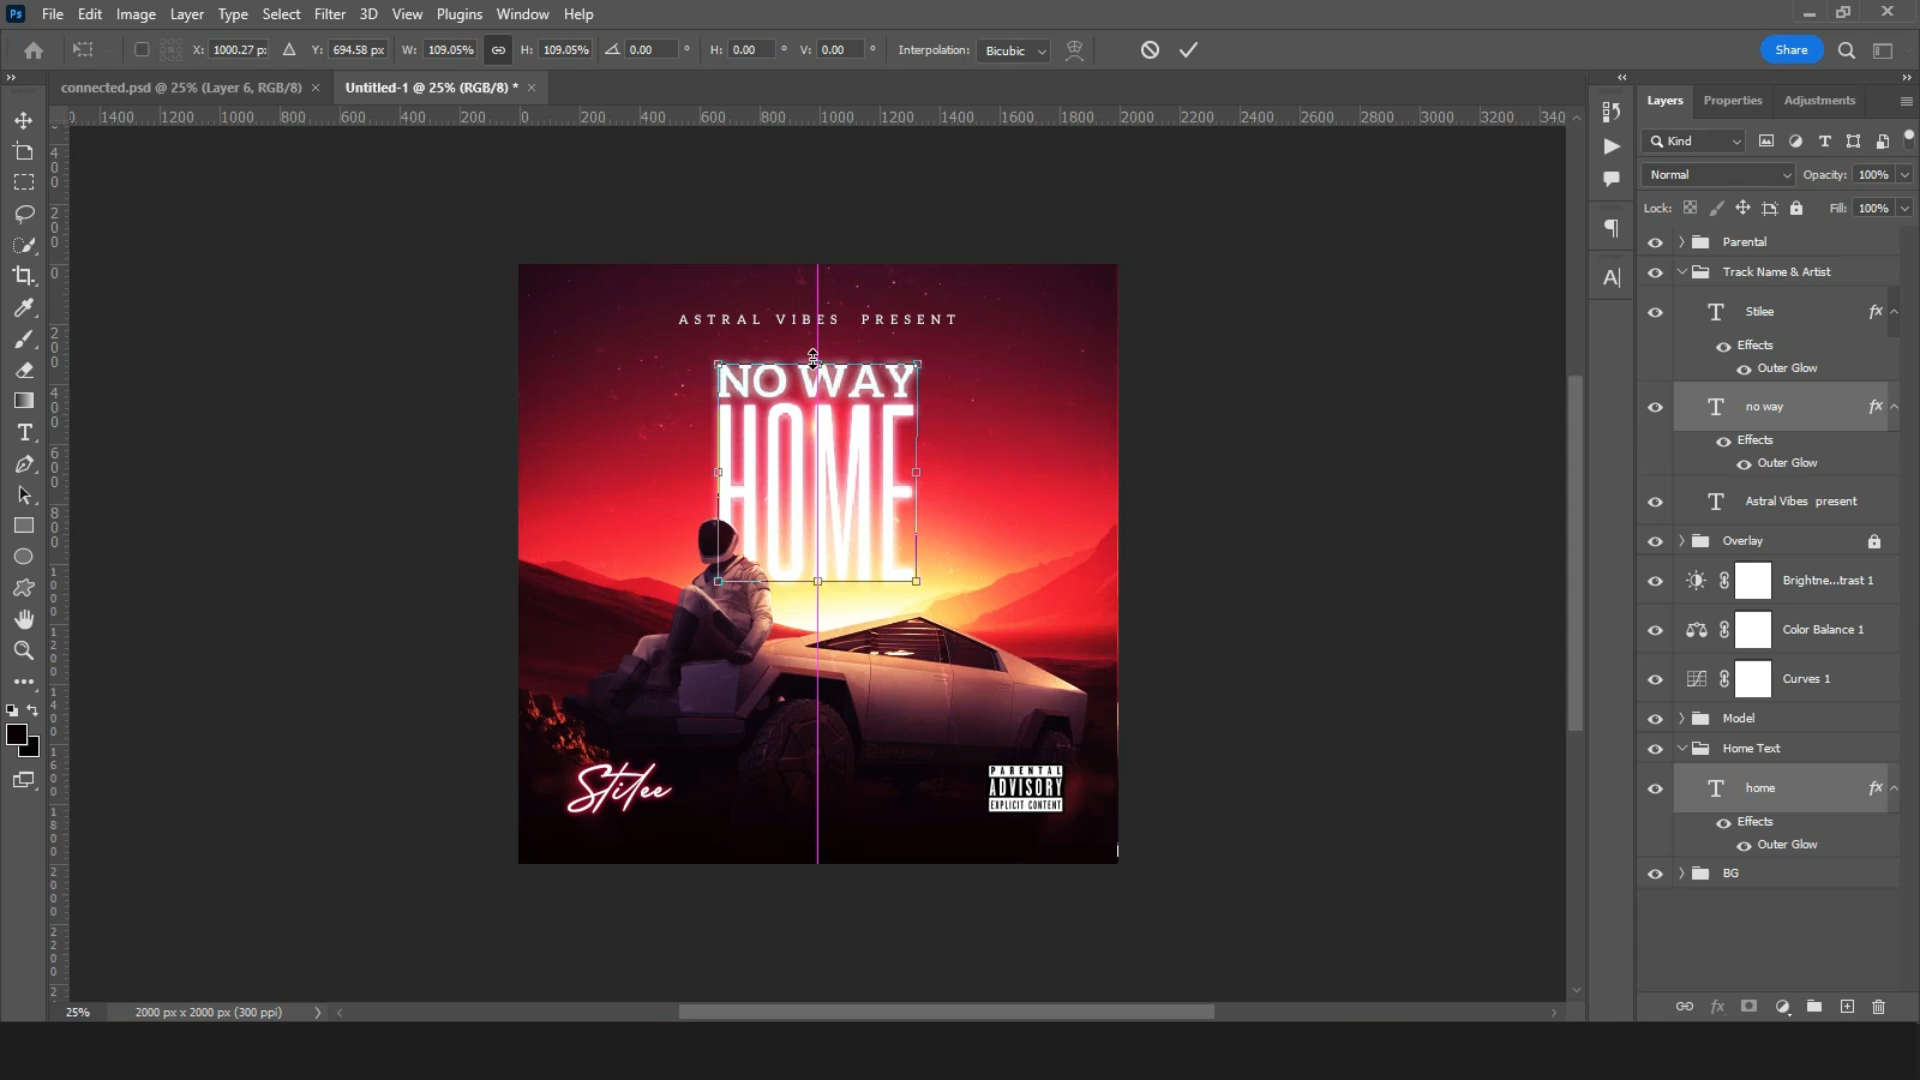 Ps File Edit Image Layer Type Select Filter 3D View Plugins Window Help
X: 1000.27 p: Y: 694.58 px W: 109.05% H: 109.05% 0.00 ° H: 0.00 ° V: 0.00 ° Interpolation: Bicubic Share
connected.psd @ 25% (Layer 6, RGB/8) × Untitled-1 @ 25% (RGB/8) * ×
1400 1200 1000 800 600 400 200 0 200 400 600 800 1000 1200 1400 1600 1800 2000 2200 2400 2600 2800 3000 3200 340
ASTRAL VIBES PRESENT
NO WAY
HOME
Stilee
PARENTAL
ADVISORY
EXPLICIT CONTENT
Layers Properties Adjustments
Kind
Normal Opacity: 100%
Lock: Fill: 100%
Parental
Track Name & Artist
T Stilee fx
Effects
Outer Glow
T no way fx
Effects
Outer Glow
T Astral Vibes present
Overlay
Brightne...trast 1
Color Balance 1
Curves 1
Model
Home Text
T home fx
Effects
Outer Glow
BG
25% 2000 px x 2000 px (300 ppi)